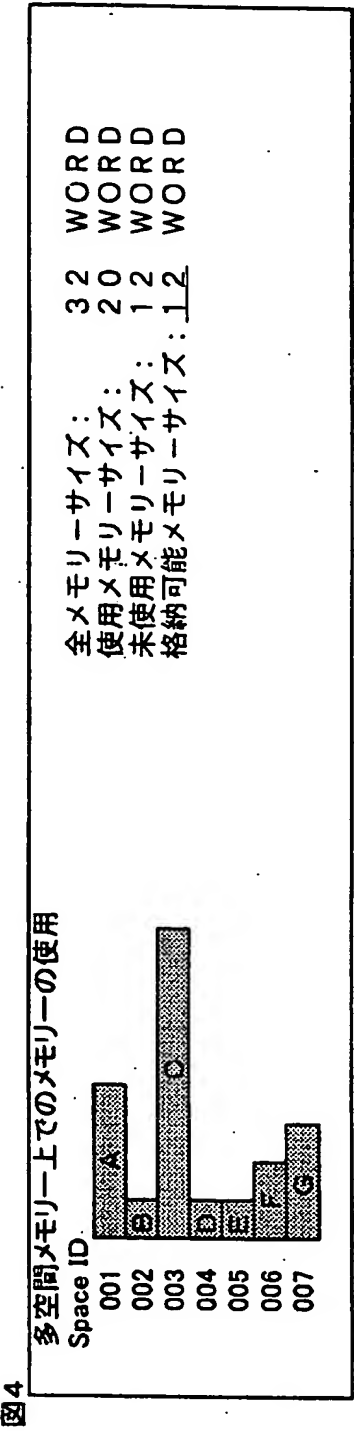 図4
多空間メモリー上でのメモリーの使用
Space ID
001 A
002 B
003 C
004 D
005 E
006 F
007 G
全メモリーサイズ: 32 WORD
使用メモリーサイズ: 20 WORD
未使用メモリーサイズ: 12 WORD
格納可能メモリーサイズ: 12 WORD